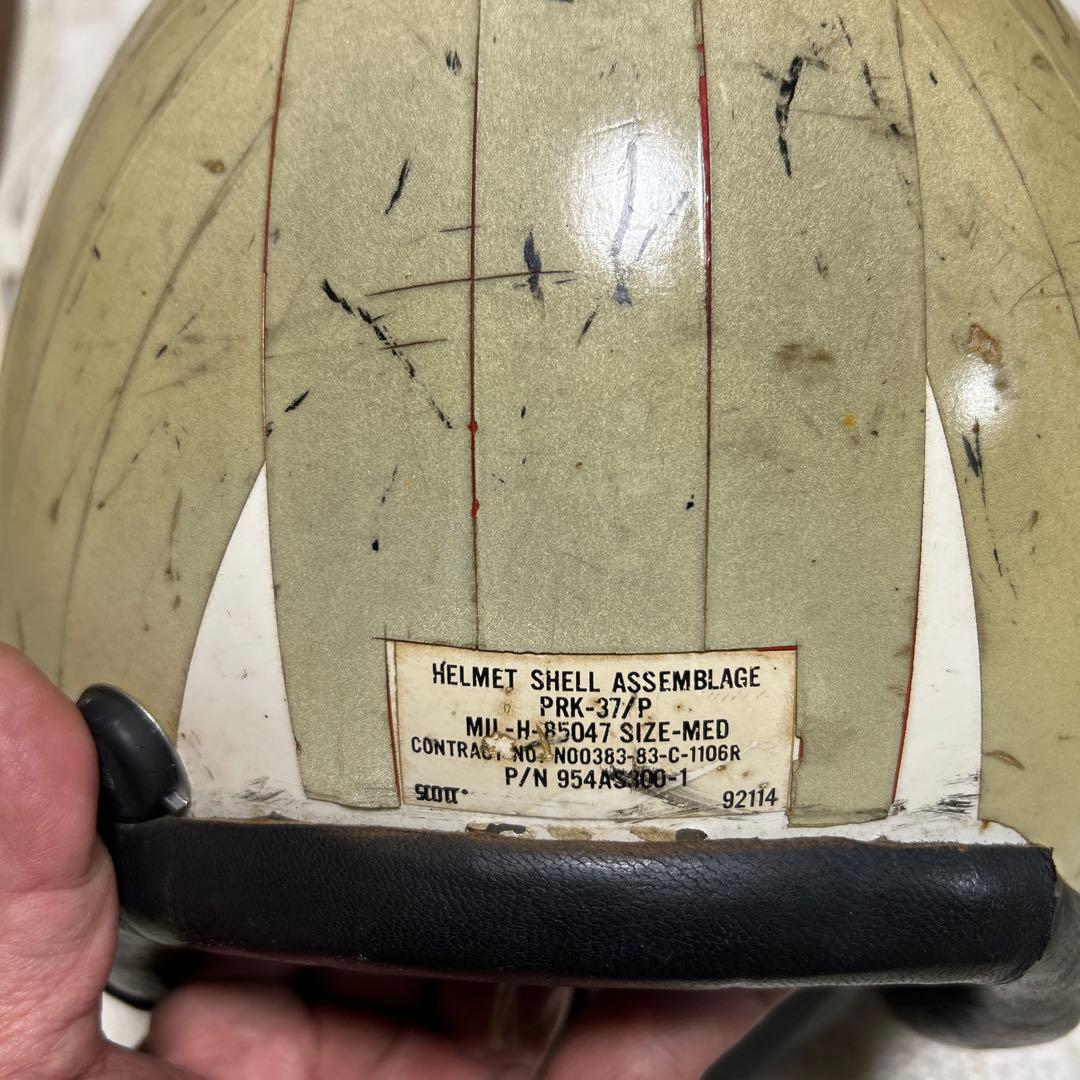 HELMET SHELL ASSEMBLAGE
PRK-37/P
MIL-H-85047 SIZE-MED
CONTRACT NO. N00383-83-C-1106R
P/N 954AS300-1
SCOTT 92114